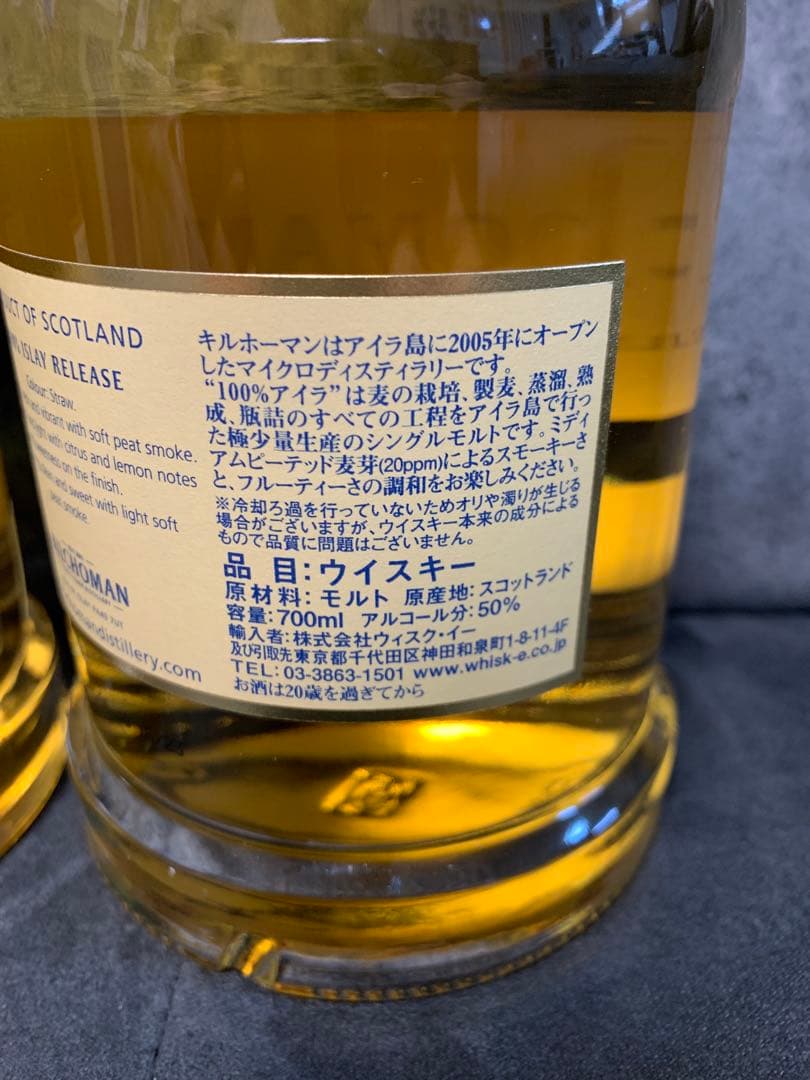 OF SCOTLAND
ISLAY RELEASE
Colour: Straw.
vibrant with soft peat smoke.
with citrus and lemon notes
on the finish.
and sweet with light soft
smoke.
distillery.com
キルホーマンはアイラ島に2005年にオープン
したマイクロディスティラリーです。
“100%アイラ”は麦の栽培、製麦、蒸溜、熟
成、瓶詰のすべての工程をアイラ島で行っ
た極少量生産のシングルモルトです。ミディ
アムピーテッド麦芽(20ppm)によるスモーキーさ
と、フルーティーさの調和をお楽しみください。
※冷却ろ過を行っていないためオリや濁りが生じる
場合がございますが、ウイスキー本来の成分による
もので品質に問題はございません。
品 目：ウイスキー
原材料：モルト 原産地：スコットランド
容量：700ml アルコール分：50%
輸入者：株式会社ウィスク・イー
及び引取先東京都千代田区神田和泉町1-8-11-4F
TEL：03-3863-1501 www.whisk-e.co.jp
お酒は20歳を過ぎてから